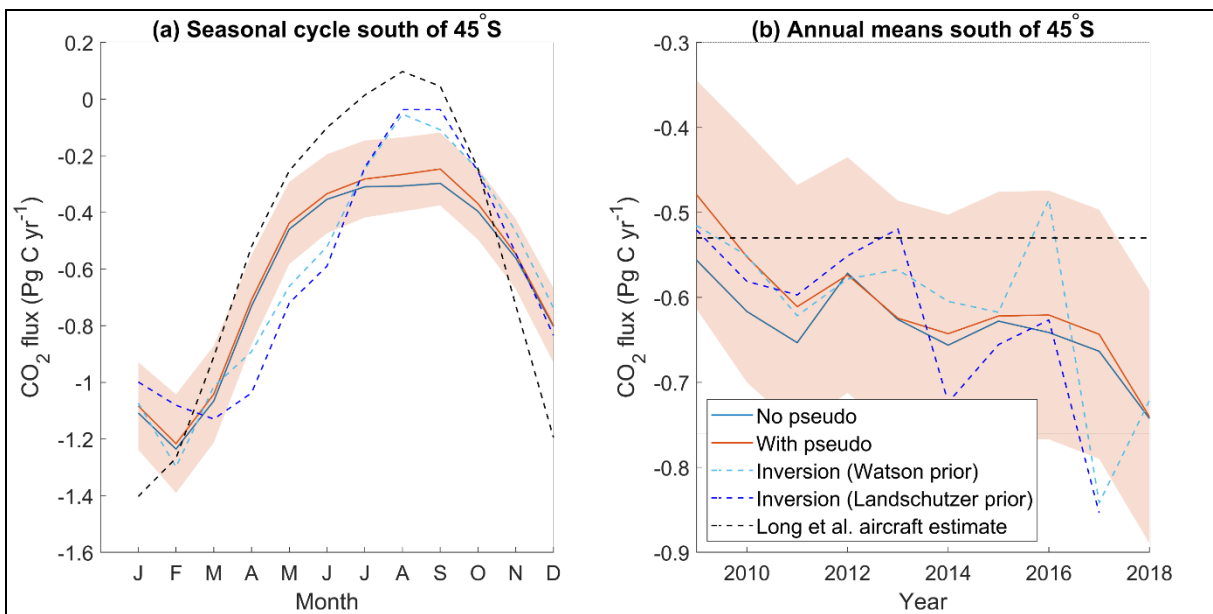 (a) Seasonal cycle south of 45°S
0.2
0
-0.2
-0.4
-0.6
-0.8
-1
-1.2
-1.4
-1.6
CO₂ flux (Pg C yr⁻¹)
J F M A M J J A S O N D
Month
(b) Annual means south of 45°S
-0.3
-0.4
-0.5
-0.6
-0.7
-0.8
-0.9
CO₂ flux (Pg C yr⁻¹)
No pseudo
With pseudo
Inversion (Watson prior)
Inversion (Landschutzer prior)
Long et al. aircraft estimate
2010 2012 2014 2016 2018
Year